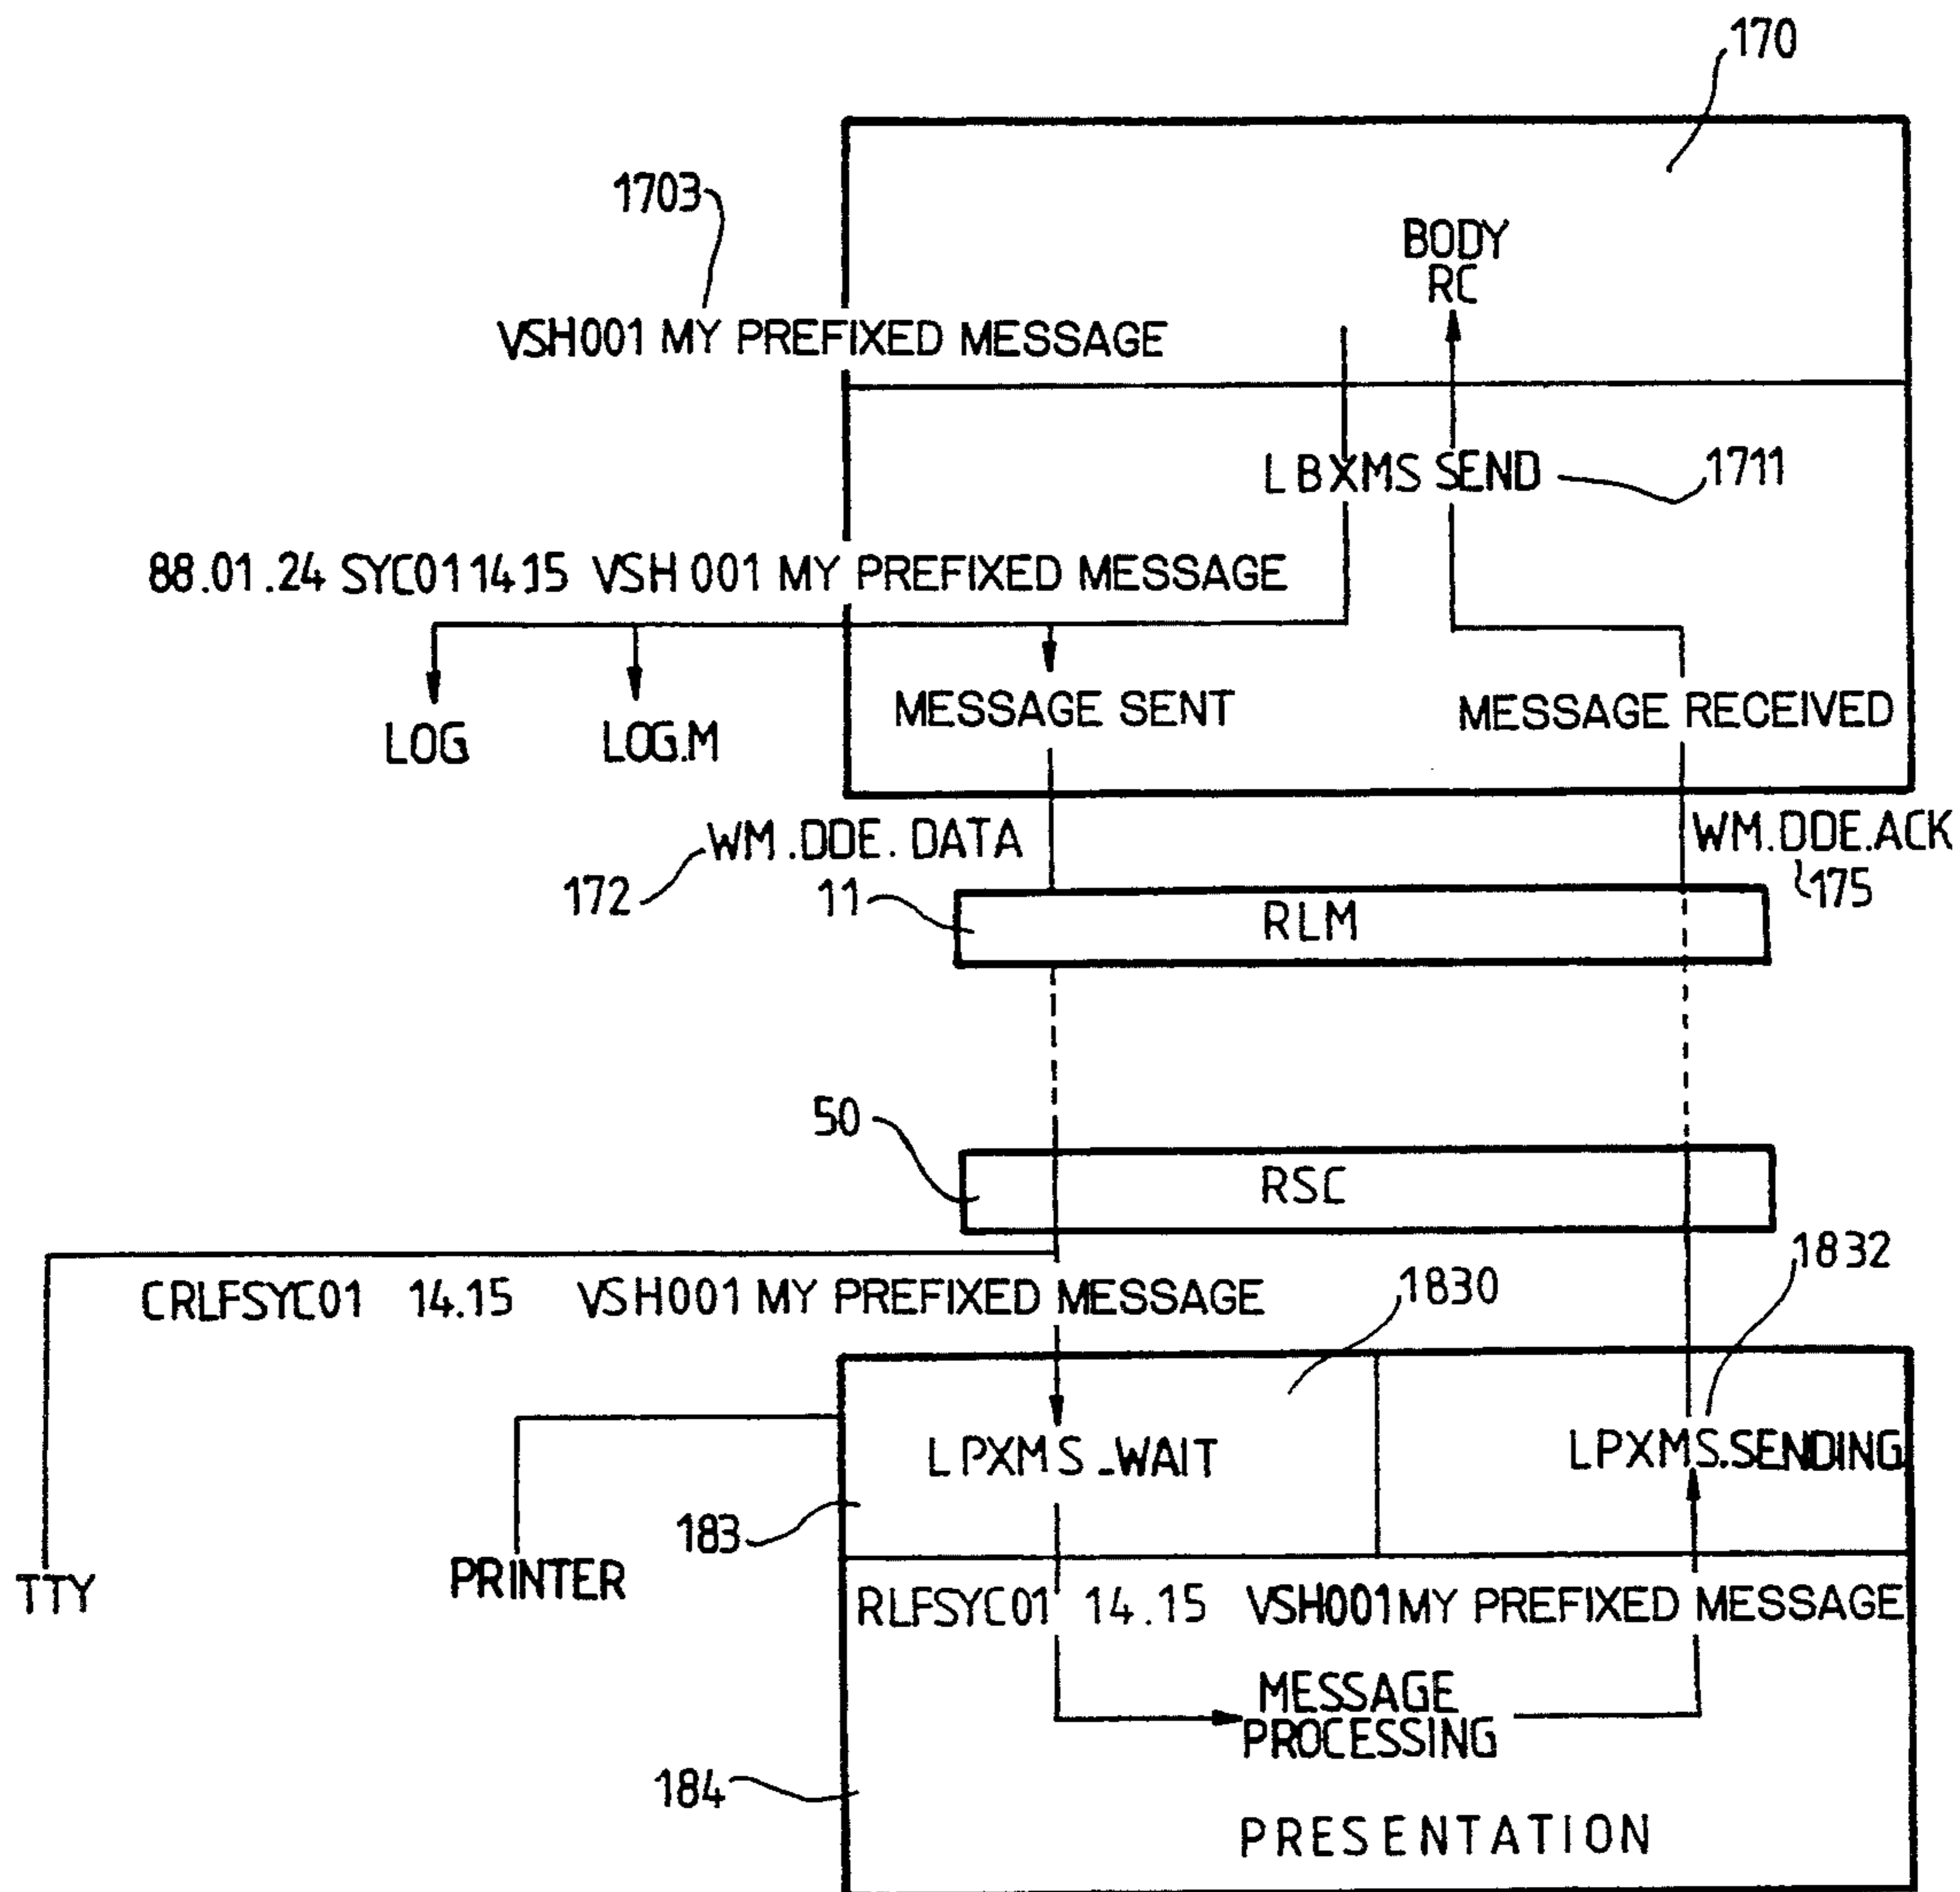 170
1703
BODY
RC
VSH001 MY PREFIXED MESSAGE
LBXMS SEND
1711
88.01.24 SYC01 14.15 VSH 001 MY PREFIXED MESSAGE
LOG
LOG.M
MESSAGE SENT
MESSAGE RECEIVED
WM.DDE.DATA
WM.DDE.ACK
172
11
175
RLM
50
RSC
1832
CRLFSYC01 14.15 VSH001 MY PREFIXED MESSAGE
1830
LPXMS_WAIT
LPXMS.SENDING
183
TTY
PRINTER
RLFSYC01 14.15 VSH001 MY PREFIXED MESSAGE
MESSAGE
PROCESSING
184
PRESENTATION